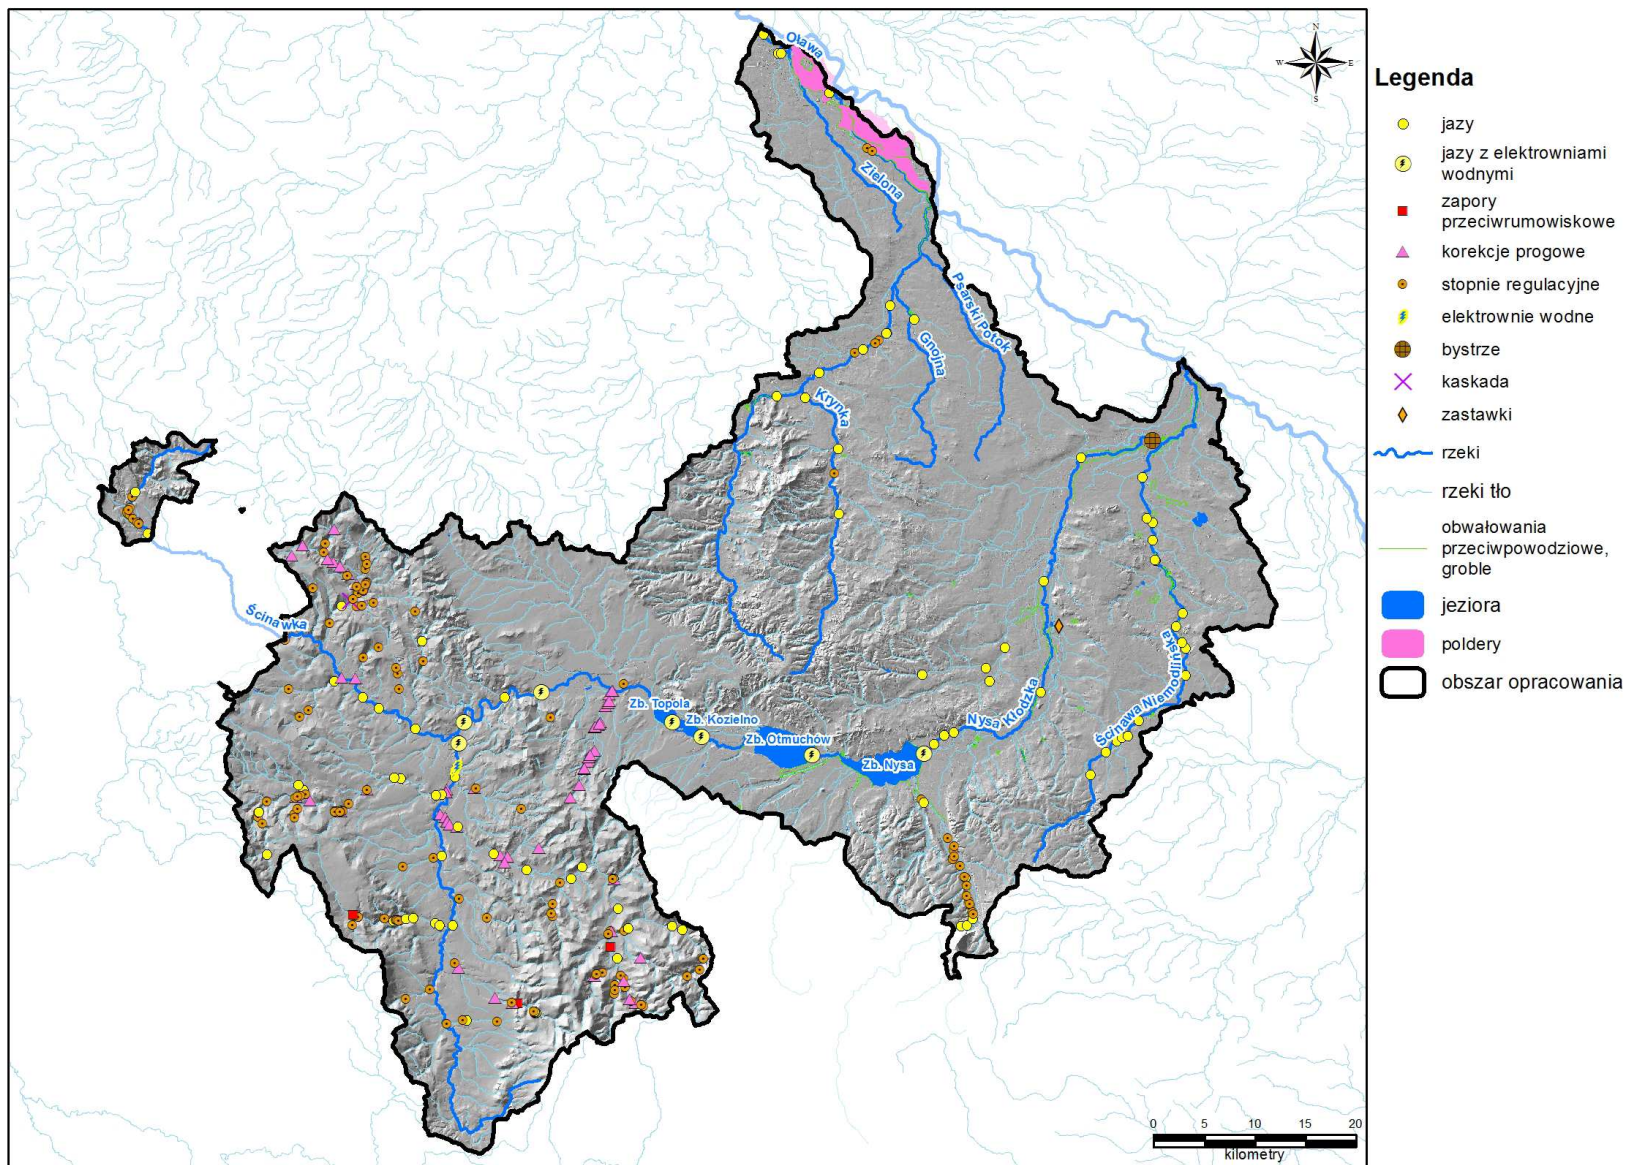 N
W
E
S
Oława
Zielona
Psarski Potok
Gnojna
Krynka
Ścinawka
Zb. Topola
Zb. Kozielno
Zb. Otmuchów
Zb. Nysa
Nysa Kłodzka
Ścinawa Niemodlińska
0 5 10 15 20
kilometry
Legenda
jazy
jazy z elektrowniami
wodnymi
zapory
przeciwrumowiskowe
korekcje progowe
stopnie regulacyjne
elektrownie wodne
bystrze
kaskada
zastawki
rzeki
rzeki tło
obwałowania
przeciwpowodziowe,
groble
jeziora
poldery
obszar opracowania